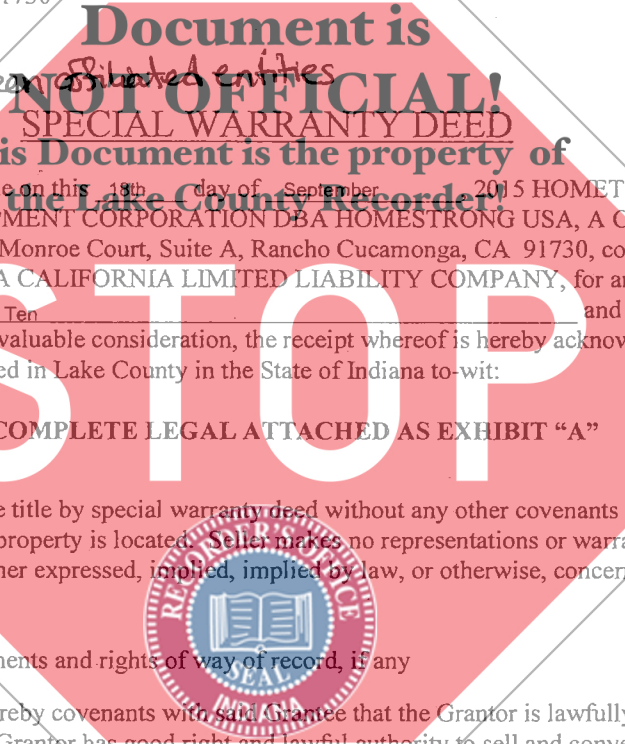 Document is
affiliated entities
NOT OFFICIAL!
SPECIAL WARRANTY DEED
is Document is the property of
e on this 18th day of September, 2015 HOMET
the Lake County Recorder!
PMENT CORPORATION DBA HOMESTRONG USA, A C
Monroe Court, Suite A, Rancho Cucamonga, CA 91730, co
A CALIFORNIA LIMITED LIABILITY COMPANY, for an
Ten and
valuable consideration, the receipt whereof is hereby acknow
ed in Lake County in the State of Indiana to-wit:
STOP
COMPLETE LEGAL ATTACHED AS EXHIBIT “A”
e title by special warranty deed without any other covenants
property is located. Seller makes no representations or warra
her expressed, implied, implied by law, or otherwise, concern
RECORDER'S OFFICE
ments and rights of way of record, if any
SEAL
INDIANA
reby covenants with said Grantee that the Grantor is lawfully
Grantor has good right and lawful authority to sell and conve